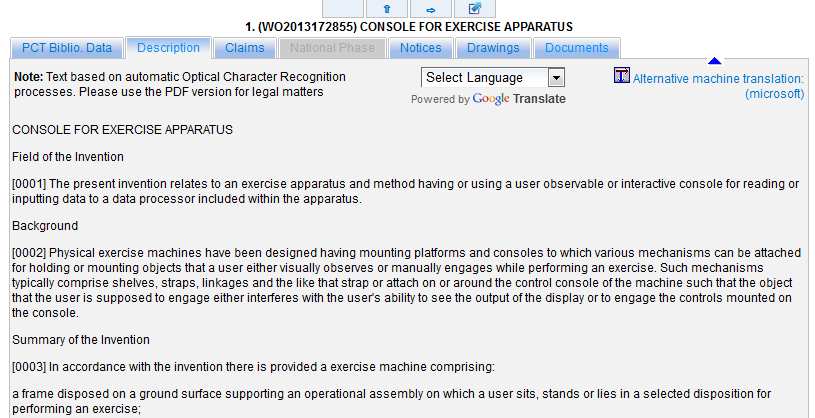 1. (WO2013172855) CONSOLE FOR EXERCISE APPARATUS
PCT Biblio. Data Description Claims National Phase Notices Drawings Documents
Note: Text based on automatic Optical Character Recognition
processes. Please use the PDF version for legal matters
Select Language
Powered by Google Translate
Alternative machine translation:
(microsoft)
CONSOLE FOR EXERCISE APPARATUS
Field of the Invention
[0001] The present invention relates to an exercise apparatus and method having or using a user observable or interactive console for reading or
inputting data to a data processor included within the apparatus.
Background
[0002] Physical exercise machines have been designed having mounting platforms and consoles to which various mechanisms can be attached
for holding or mounting objects that a user either visually observes or manually engages while performing an exercise. Such mechanisms
typically comprise shelves, straps, linkages and the like that strap or attach on or around the control console of the machine such that the object
that the user is supposed to engage either interferes with the user's ability to see the output of the display or to engage the controls mounted on
the console.
Summary of the Invention
[0003] In accordance with the invention there is provided a exercise machine comprising:
a frame disposed on a ground surface supporting an operational assembly on which a user sits, stands or lies in a selected disposition for
performing an exercise;